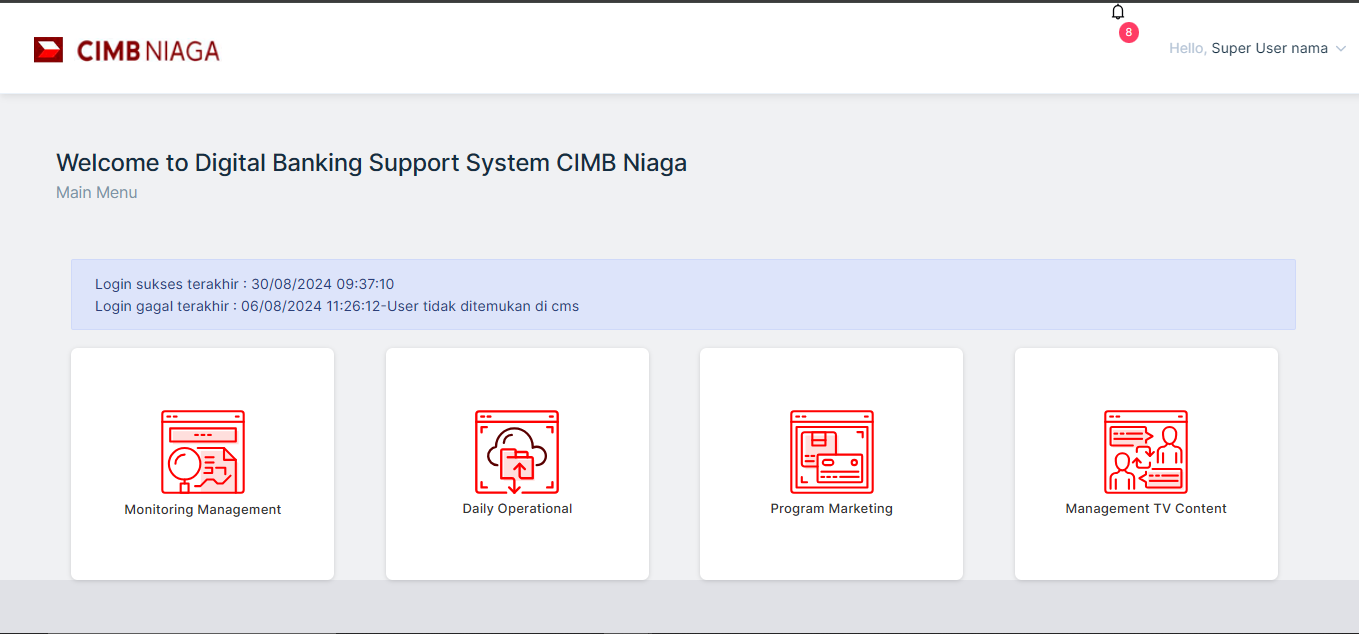 8
CIMB NIAGA
Hello, Super User nama
Welcome to Digital Banking Support System CIMB Niaga
Main Menu
Login sukses terakhir : 30/08/2024 09:37:10
Login gagal terakhir : 06/08/2024 11:26:12-User tidak ditemukan di cms
Monitoring Management
Daily Operational
Program Marketing
Management TV Content